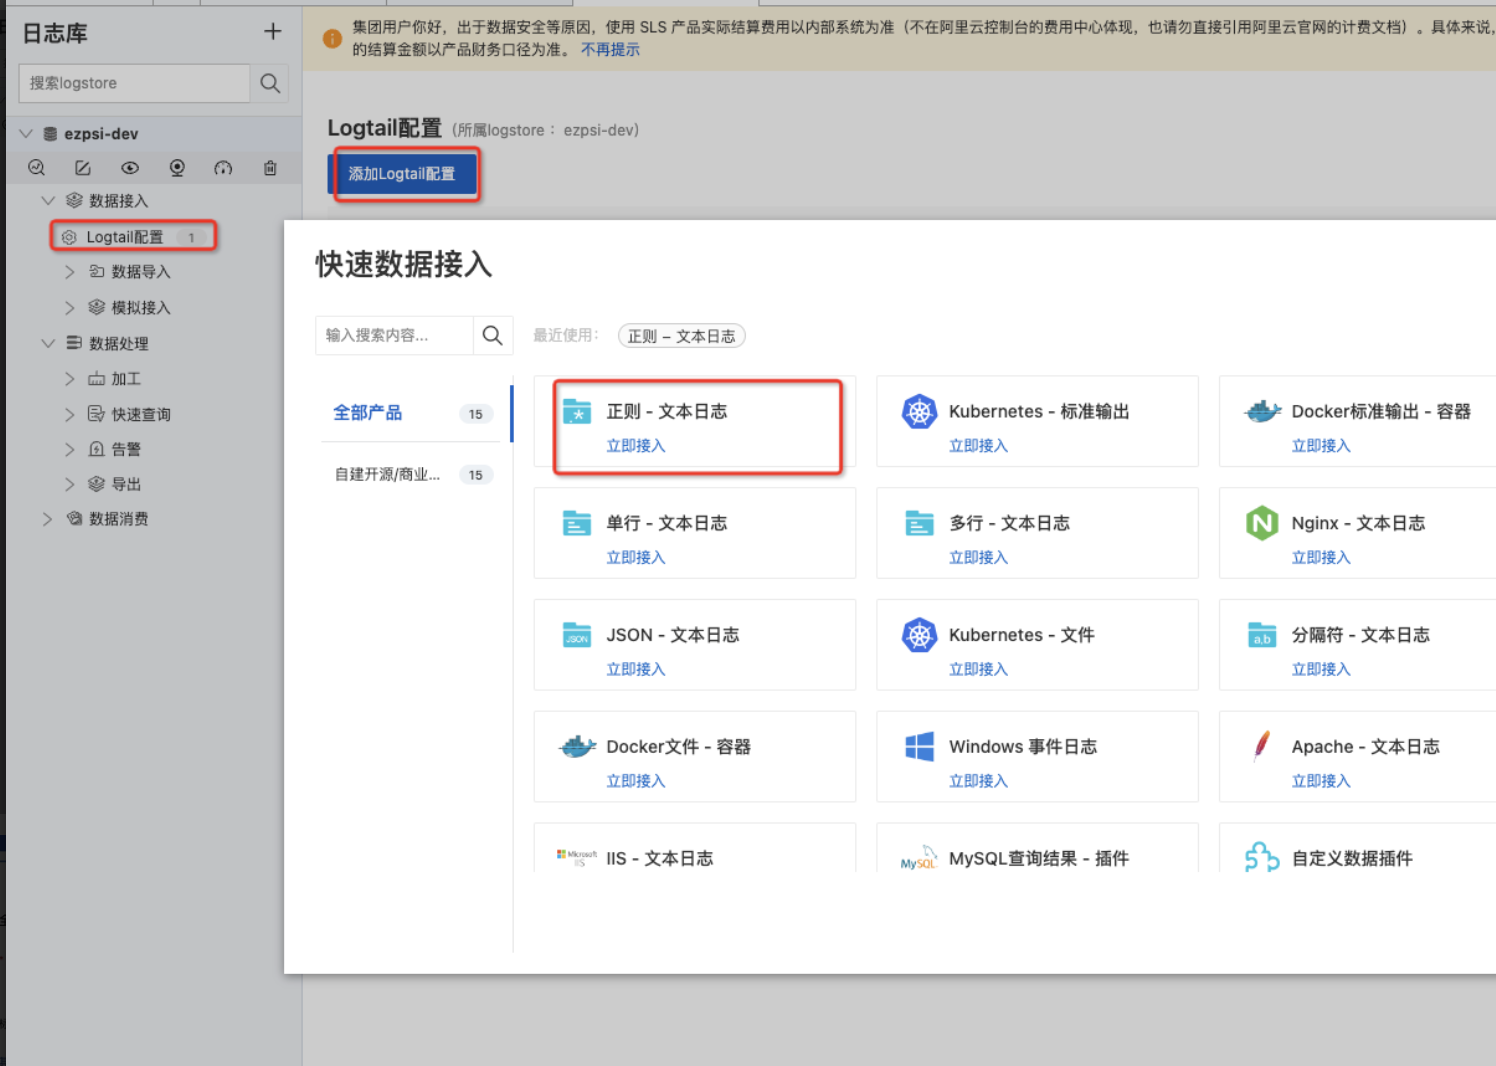 日志库
搜索logstore
ezpsi-dev
数据接入
Logtail配置 1
数据导入
模拟接入
数据处理
加工
快速查询
告警
导出
数据消费
集团用户你好，出于数据安全等原因，使用 SLS 产品实际结算费用以内部系统为准（不在阿里云控制台的费用中心体现，也请勿直接引用阿里云官网的计费文档）。具体来说，
的结算金额以产品财务口径为准。 不再提示
Logtail配置（所属logstore： ezpsi-dev）
添加Logtail配置
快速数据接入
输入搜索内容...
最近使用： 正则 – 文本日志
全部产品 15
自建开源/商业... 15
正则 - 文本日志
立即接入
Kubernetes - 标准输出
立即接入
Docker标准输出 - 容器
立即接入
单行 - 文本日志
立即接入
多行 - 文本日志
立即接入
Nginx - 文本日志
立即接入
JSON
JSON - 文本日志
立即接入
Kubernetes - 文件
立即接入
a,b
分隔符 - 文本日志
立即接入
Docker文件 - 容器
立即接入
Windows 事件日志
立即接入
Apache - 文本日志
立即接入
Microsoft
IIS
IIS - 文本日志
MySQL
MySQL查询结果 - 插件
自定义数据插件